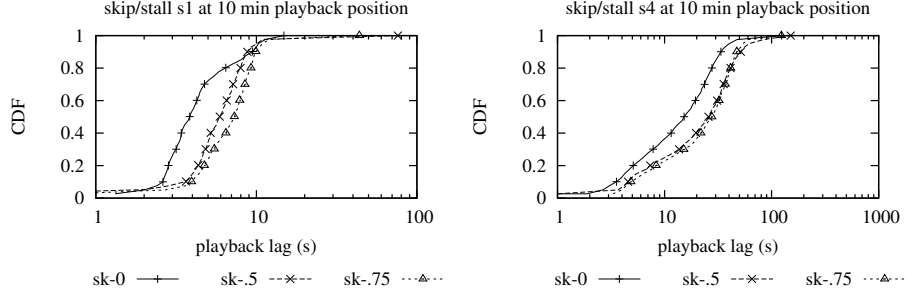 skip/stall s1 at 10 min playback position
1
0.8
0.6
0.4
0.2
0
CDF
1 10 100
playback lag (s)
sk-0 sk-.5 sk-.75
skip/stall s4 at 10 min playback position
1
0.8
0.6
0.4
0.2
0
CDF
1 10 100 1000
playback lag (s)
sk-0 sk-.5 sk-.75